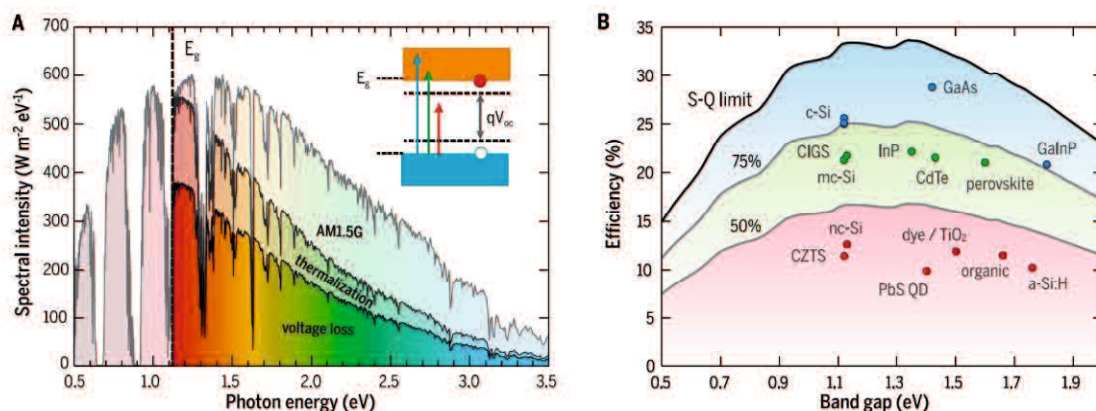 A
Spectral intensity (W m-2 eV-1)
700
600
500
400
300
200
100
0
Eg
Eg
qVoc
AM1.5G
thermalization
voltage loss
0.5
1.0
1.5
2.0
2.5
3.0
3.5
Photon energy (eV)
B
Efficiency (%)
35
30
25
20
15
10
5
S-Q limit
75%
50%
GaAs
c-Si
CIGS
mc-Si
InP
CdTe
perovskite
GaInP
nc-Si
CZTS
dye / TiO2
PbS QD
organic
a-Si:H
0.5
0.7
0.9
1.1
1.3
1.5
1.7
1.9
Band gap (eV)